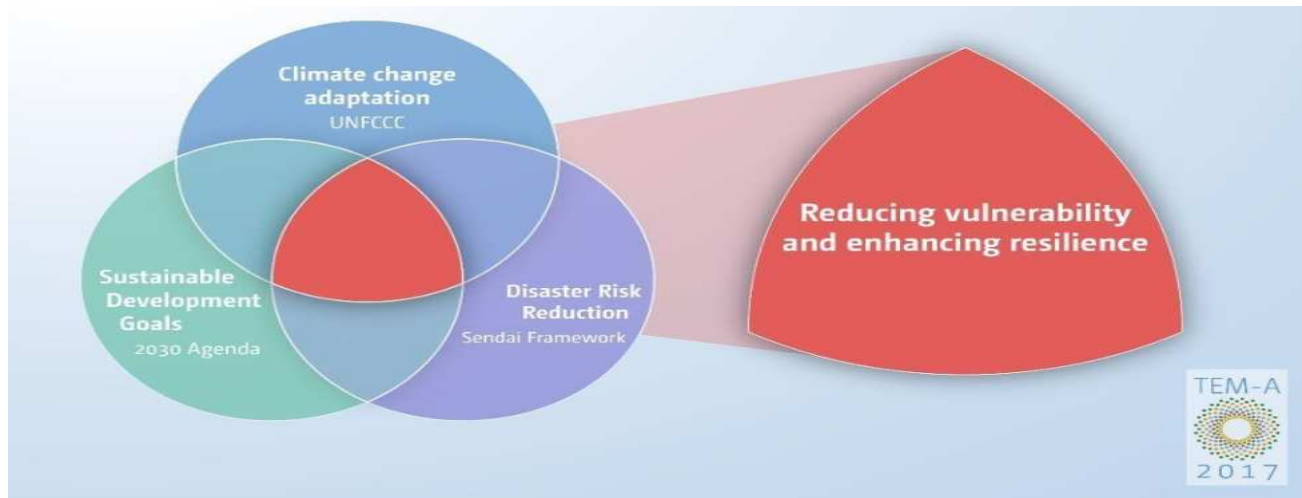 Climate change
adaptation
UNFCCC
Sustainable
Development
Goals
2030 Agenda
Disaster Risk
Reduction
Sendai Framework
Reducing vulnerability
and enhancing resilience
TEM-A
2017